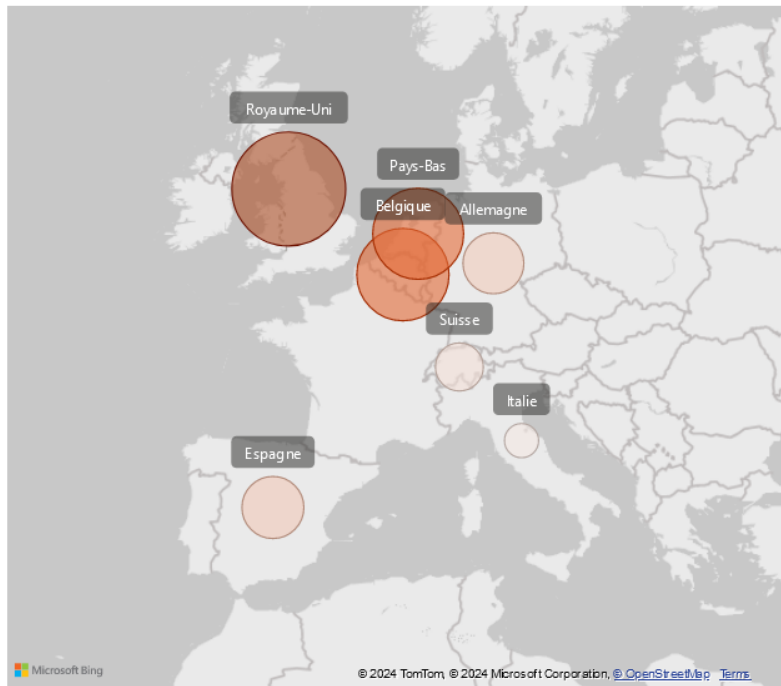 Royaume-Uni
Pays-Bas
Belgique
Allemagne
Suisse
Italie
Espagne
Microsoft Bing
© 2024 TomTom, © 2024 Microsoft Corporation, © OpenStreetMap Terms